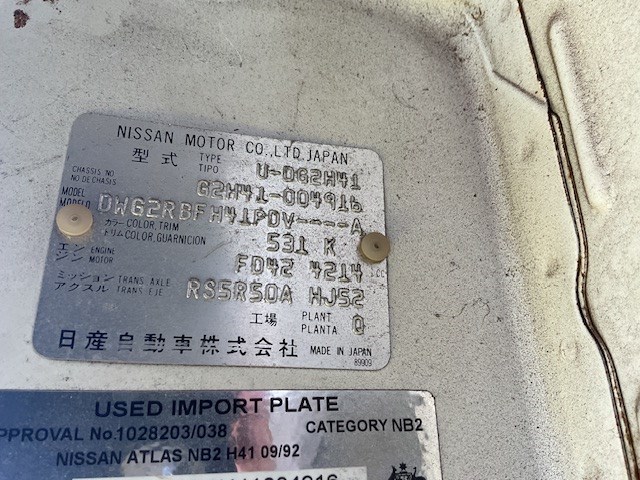 NISSAN MOTOR CO.,LTD.JAPAN
型式 TYPE TIPO U-DG2H41
CHASSIS NO. NO.DE CHASIS G2H41-004916
MODEL MODELO DWG2RBFH41PDV----A
カラー COLOR,TRIM トリム COLOR,GUARNICION 531 K
エンジン ENGINE MOTOR FD42 4214 CC
ミッション TRANS. AXLE アクスル TRANS. EJE RS5R50A HJ52
工場 PLANT PLANTA Q
日産自動車株式会社 MADE IN JAPAN
89909
USED IMPORT PLATE
APPROVAL No.1028203/038 CATEGORY NB2
NISSAN ATLAS NB2 H41 09/92